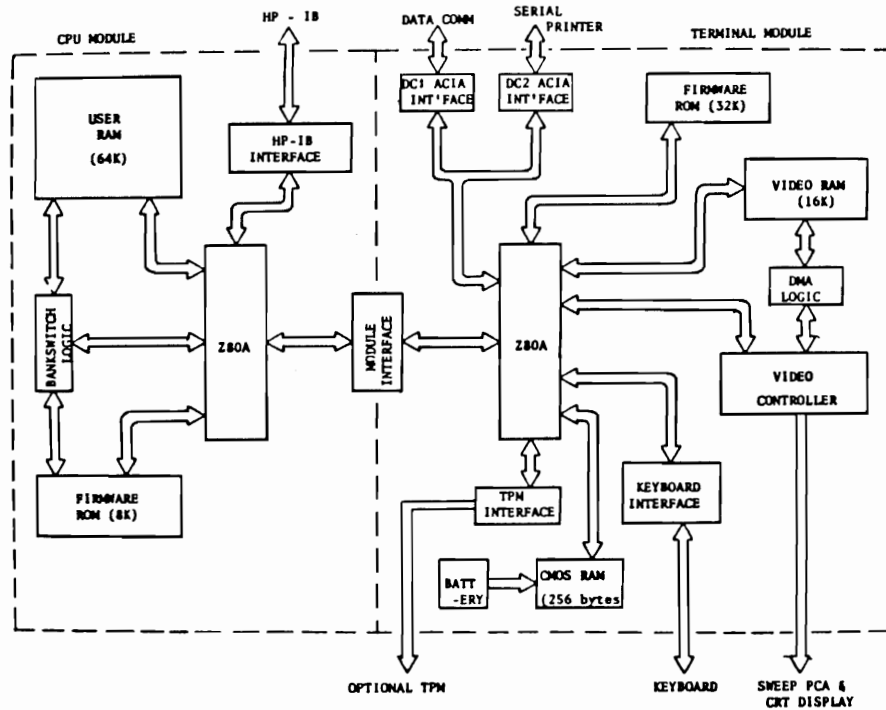 HP - IB
DATA COMM
SERIAL
PRINTER
CPU MODULE
TERMINAL MODULE
USER
RAM
(64K)
HP-IB
INTERFACE
DC1 ACIA
INT'FACE
DC2 ACIA
INT'FACE
FIRMWARE
ROM (32K)
VIDEO RAM
(16K)
DMA
LOGIC
BANKSWITCH
LOGIC
Z80A
MODULE
INTERFACE
Z80A
VIDEO
CONTROLLER
FIRMWARE
ROM (8K)
TPM
INTERFACE
KEYBOARD
INTERFACE
BATT
-ERY
CMOS RAM
(256 bytes
OPTIONAL TPM
KEYBOARD
SWEEP PCA &
CRT DISPLAY